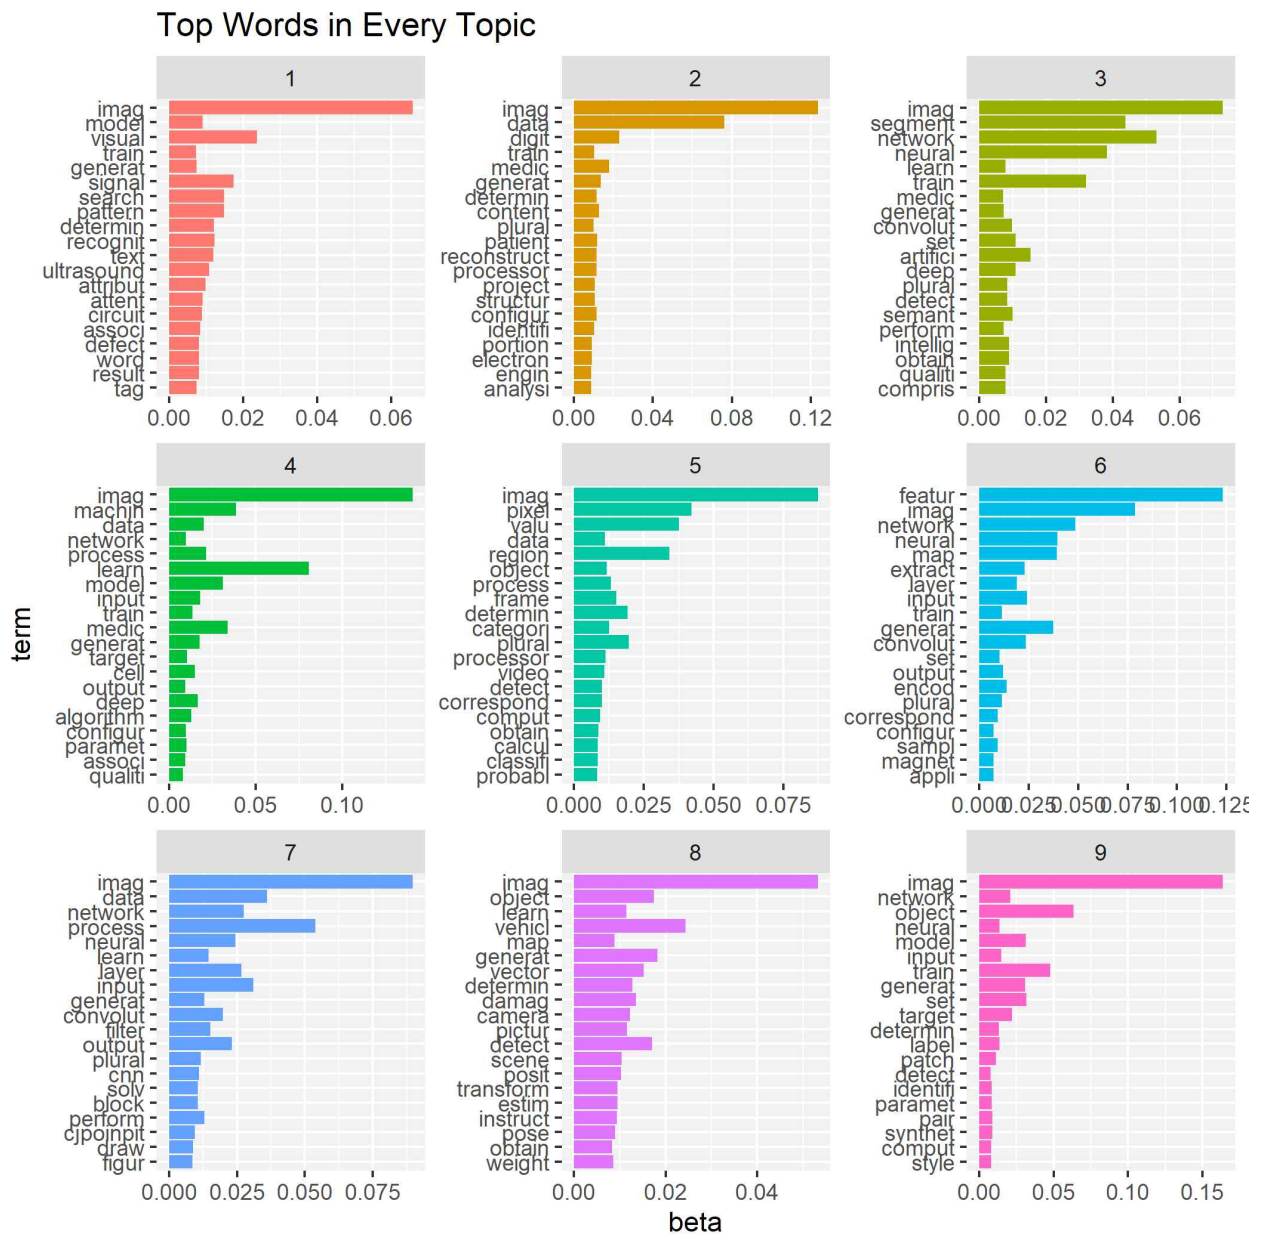 Top Words in Every Topic
1
imag
model
visual
train
generat
signal
search
pattern
determin
recognit
text
ultrasound
attribut
attent
circuit
associ
defect
word
result
tag
0.00 0.02 0.04 0.06
2
imag
data
digit
train
medic
generat
determin
content
plural
patient
reconstruct
processor
project
structur
configur
identifi
portion
electron
engin
analysi
0.00 0.04 0.08 0.12
3
imag
segment
network
neural
learn
train
medic
generat
convolut
set
artifici
deep
plural
detect
semant
perform
intellig
obtain
qualiti
compris
0.00 0.02 0.04 0.06
4
imag
machin
data
network
process
learn
model
input
train
medic
generat
target
cell
output
deep
algorithm
configur
paramet
associ
qualiti
0.00 0.05 0.10
5
imag
pixel
valu
data
region
object
process
frame
determin
categori
plural
processor
video
detect
correspond
comput
obtain
calcul
classifi
probabl
0.000 0.025 0.050 0.075
6
featur
imag
network
neural
map
extract
layer
input
train
generat
convolut
set
output
encod
plural
correspond
configur
sampl
magnet
appli
0.000 0.025 0.050 0.075 0.100 0.125
7
imag
data
network
process
neural
learn
layer
input
generat
convolut
filter
output
plural
cnn
solv
block
perform
cjpoinpit
draw
figur
0.000 0.025 0.050 0.075
8
imag
object
learn
vehicl
map
generat
vector
determin
damag
camera
pictur
detect
scene
posit
transform
estim
instruct
pose
obtain
weight
0.00 0.02 0.04
9
imag
network
object
neural
model
input
train
generat
set
target
determin
label
patch
detect
identifi
paramet
pair
synthet
comput
style
0.00 0.05 0.10 0.15
term
beta